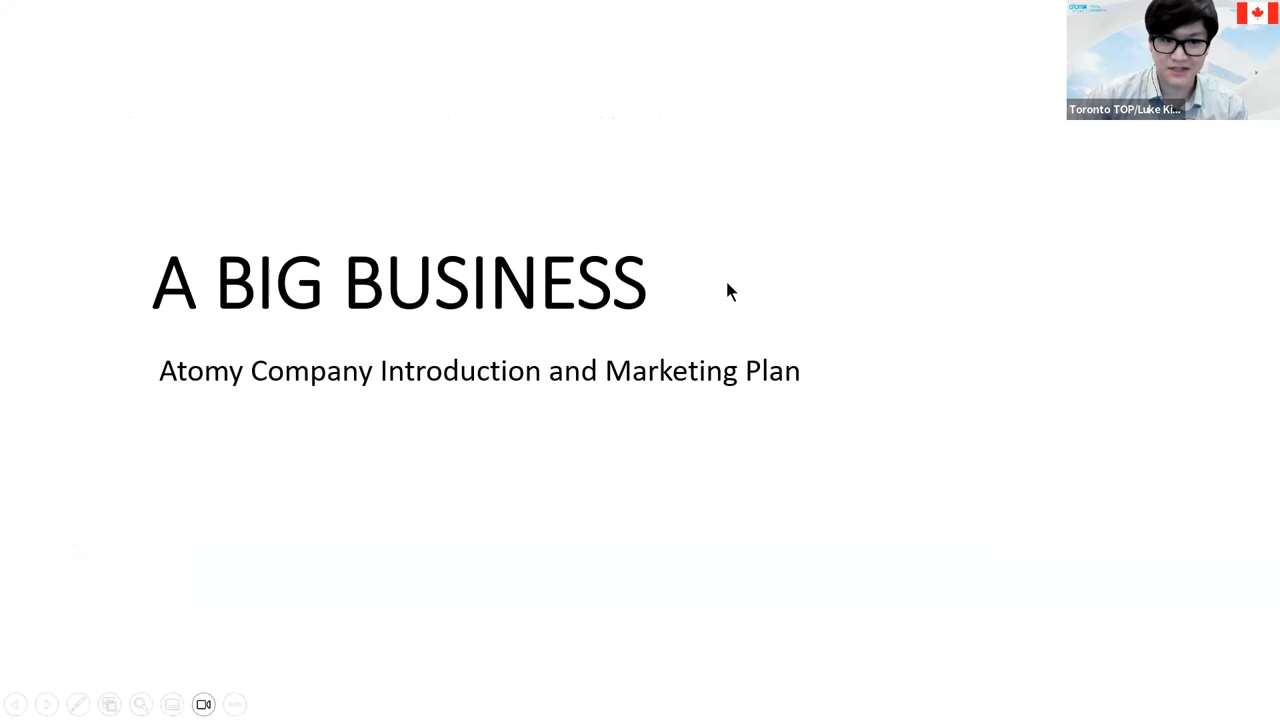 Toronto TOP/Luke Ki...
A BIG BUSINESS
Atomy Company Introduction and Marketing Plan